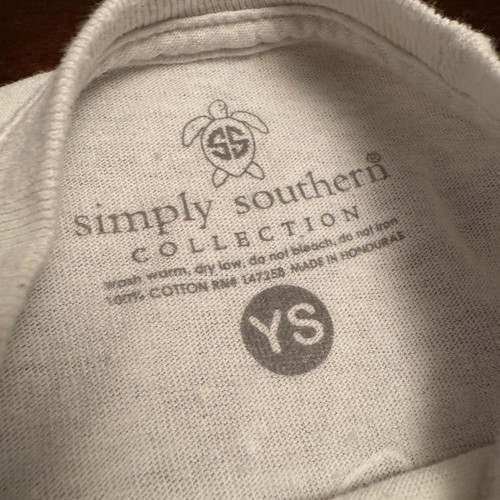 SS
simply southern®
COLLECTION
Wash warm, dry low, do not bleach, do not iron
100% COTTON RN# 147258 MADE IN HONDURAS
YS